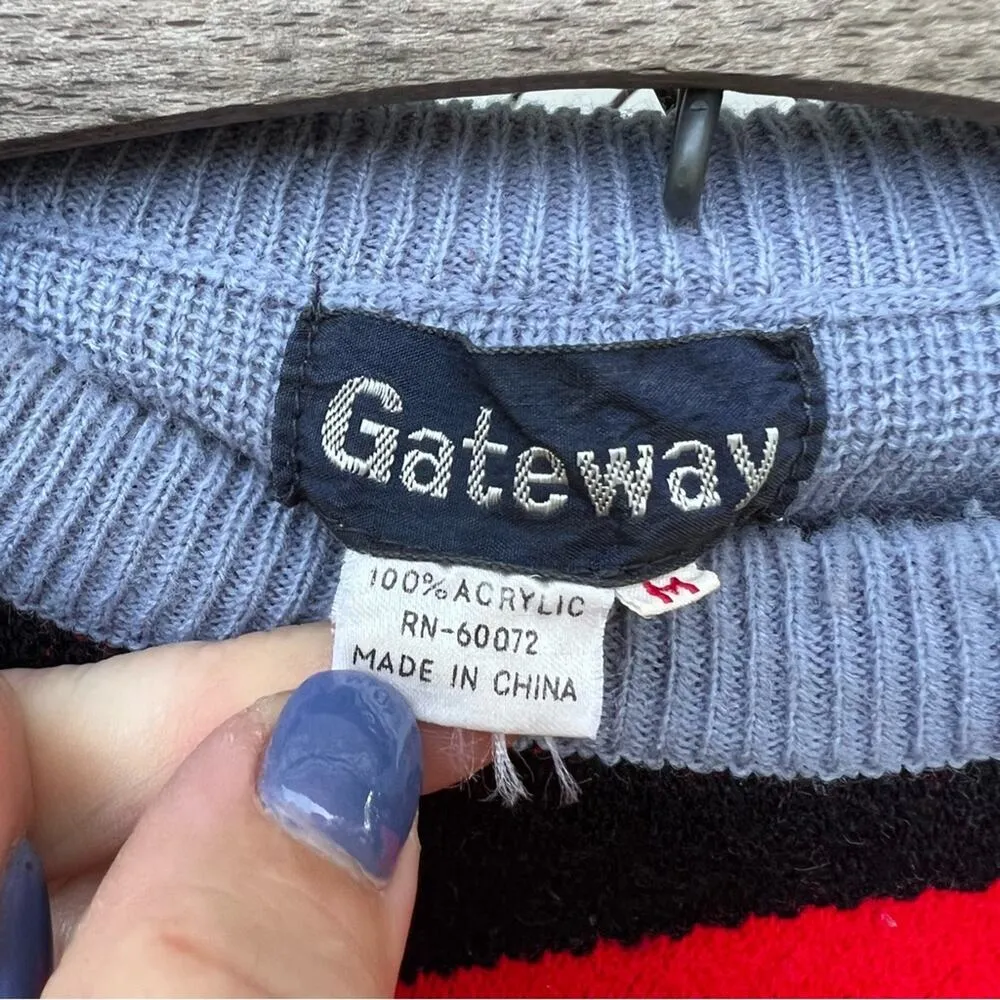 Gateway
100% ACRYLIC
M
RN-60072
MADE IN CHINA